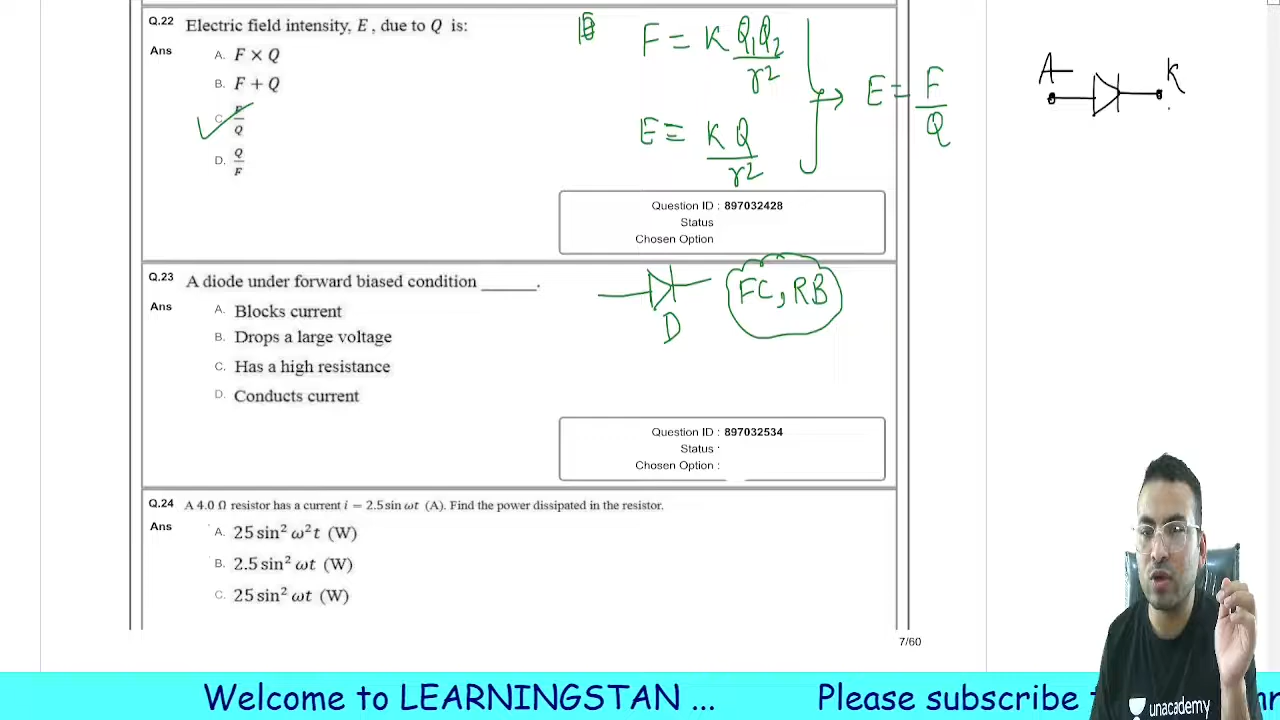 Q.22 Electric field intensity, E , due to Q is:
Ans
A. F × Q
B. F + Q
C. F/Q
D. Q/F
F = K Q1Q2/r²
E = KQ/r²
E = F/Q
A K
Question ID : 897032428
Status
Chosen Option
Q.23 A diode under forward biased condition ______.
Ans
A. Blocks current
B. Drops a large voltage
C. Has a high resistance
D. Conducts current
D
FC, RB
Question ID : 897032534
Status :
Chosen Option :
Q.24 A 4.0 Ω resistor has a current i = 2.5 sin ωt (A). Find the power dissipated in the resistor.
Ans
A. 25 sin² ω²t (W)
B. 2.5 sin² ωt (W)
C. 25 sin² ωt (W)
7/60
unacademy
Welcome to LEARNINGSTAN ... Please subscribe